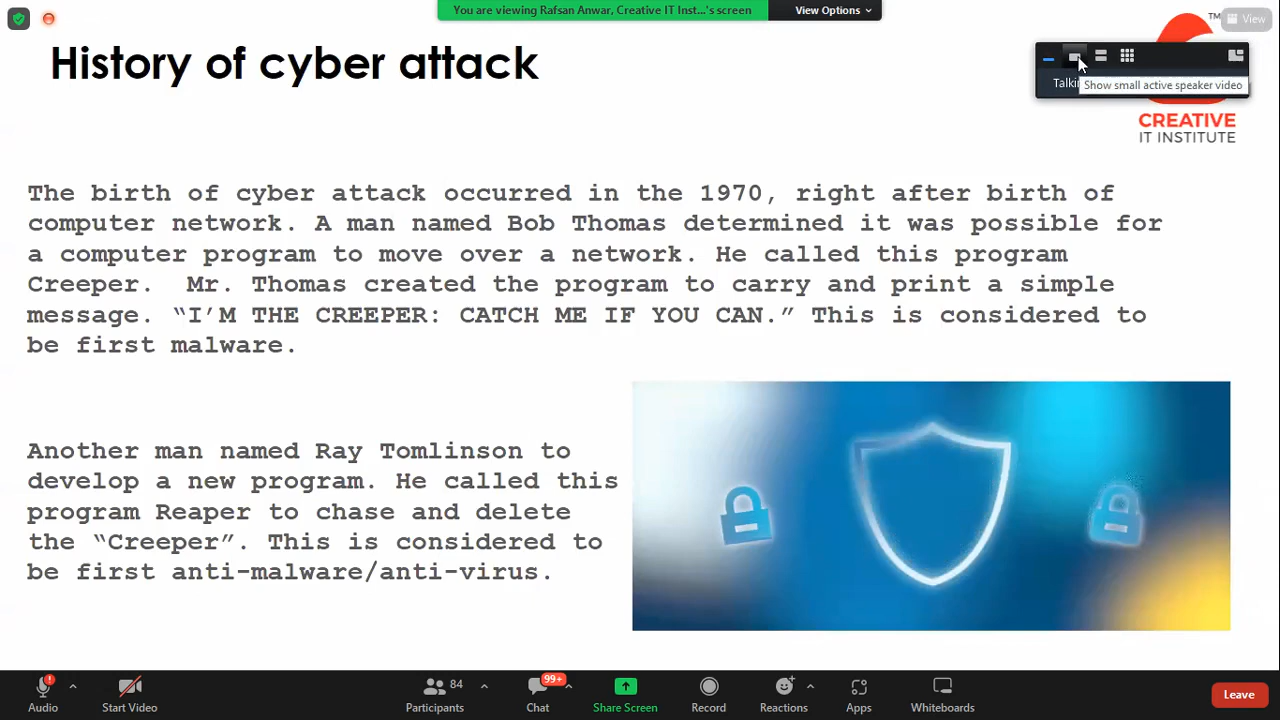 You are viewing Rafsan Anwar, Creative IT Inst...'s screen
View Options
View
TM
History of cyber attack
Show small active speaker video
CREATIVE
IT INSTITUTE
The birth of cyber attack occurred in the 1970, right after birth of
computer network. A man named Bob Thomas determined it was possible for
a computer program to move over a network. He called this program
Creeper. Mr. Thomas created the program to carry and print a simple
message. “I’M THE CREEPER: CATCH ME IF YOU CAN.” This is considered to
be first malware.
Another man named Ray Tomlinson to
develop a new program. He called this
program Reaper to chase and delete
the “Creeper”. This is considered to
be first anti-malware/anti-virus.
84
99+
Audio
Start Video
Participants
Chat
Share Screen
Record
Reactions
Apps
Whiteboards
Leave